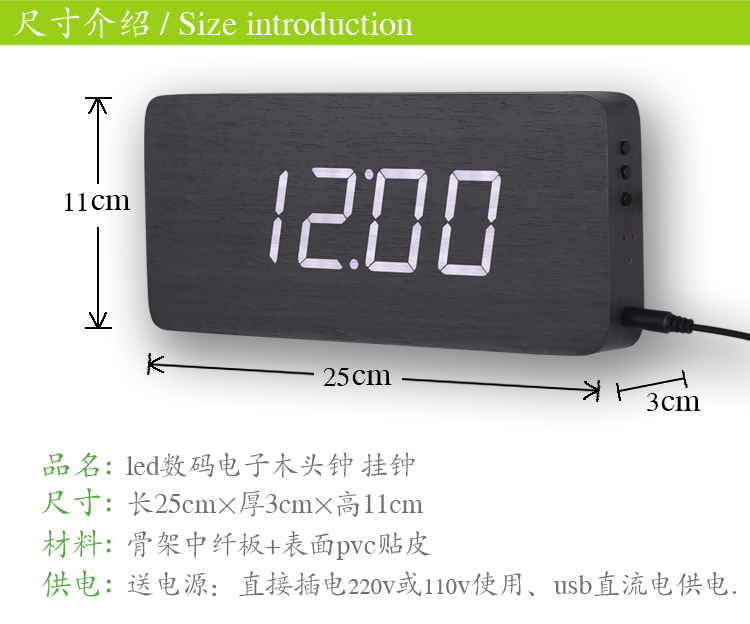 尺寸介绍 / Size introduction
12:00
11cm
25cm
3cm
品名: led数码电子木头钟 挂钟
尺寸: 长25cm×厚3cm×高11cm
材料: 骨架中纤板+表面pvc贴皮
供电: 送电源: 直接插电220v或110v使用、usb直流电供电.